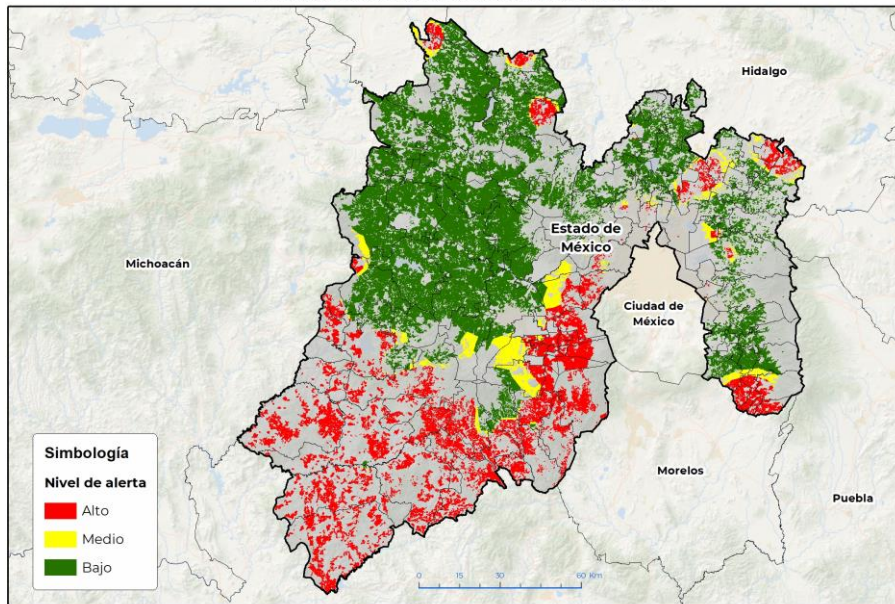 Hidalgo
Estado de
México
Michoacán
Ciudad de
México
Simbología
Nivel de alerta
Alto
Medio
Bajo
Morelos
Puebla
0 15 30 60 Km